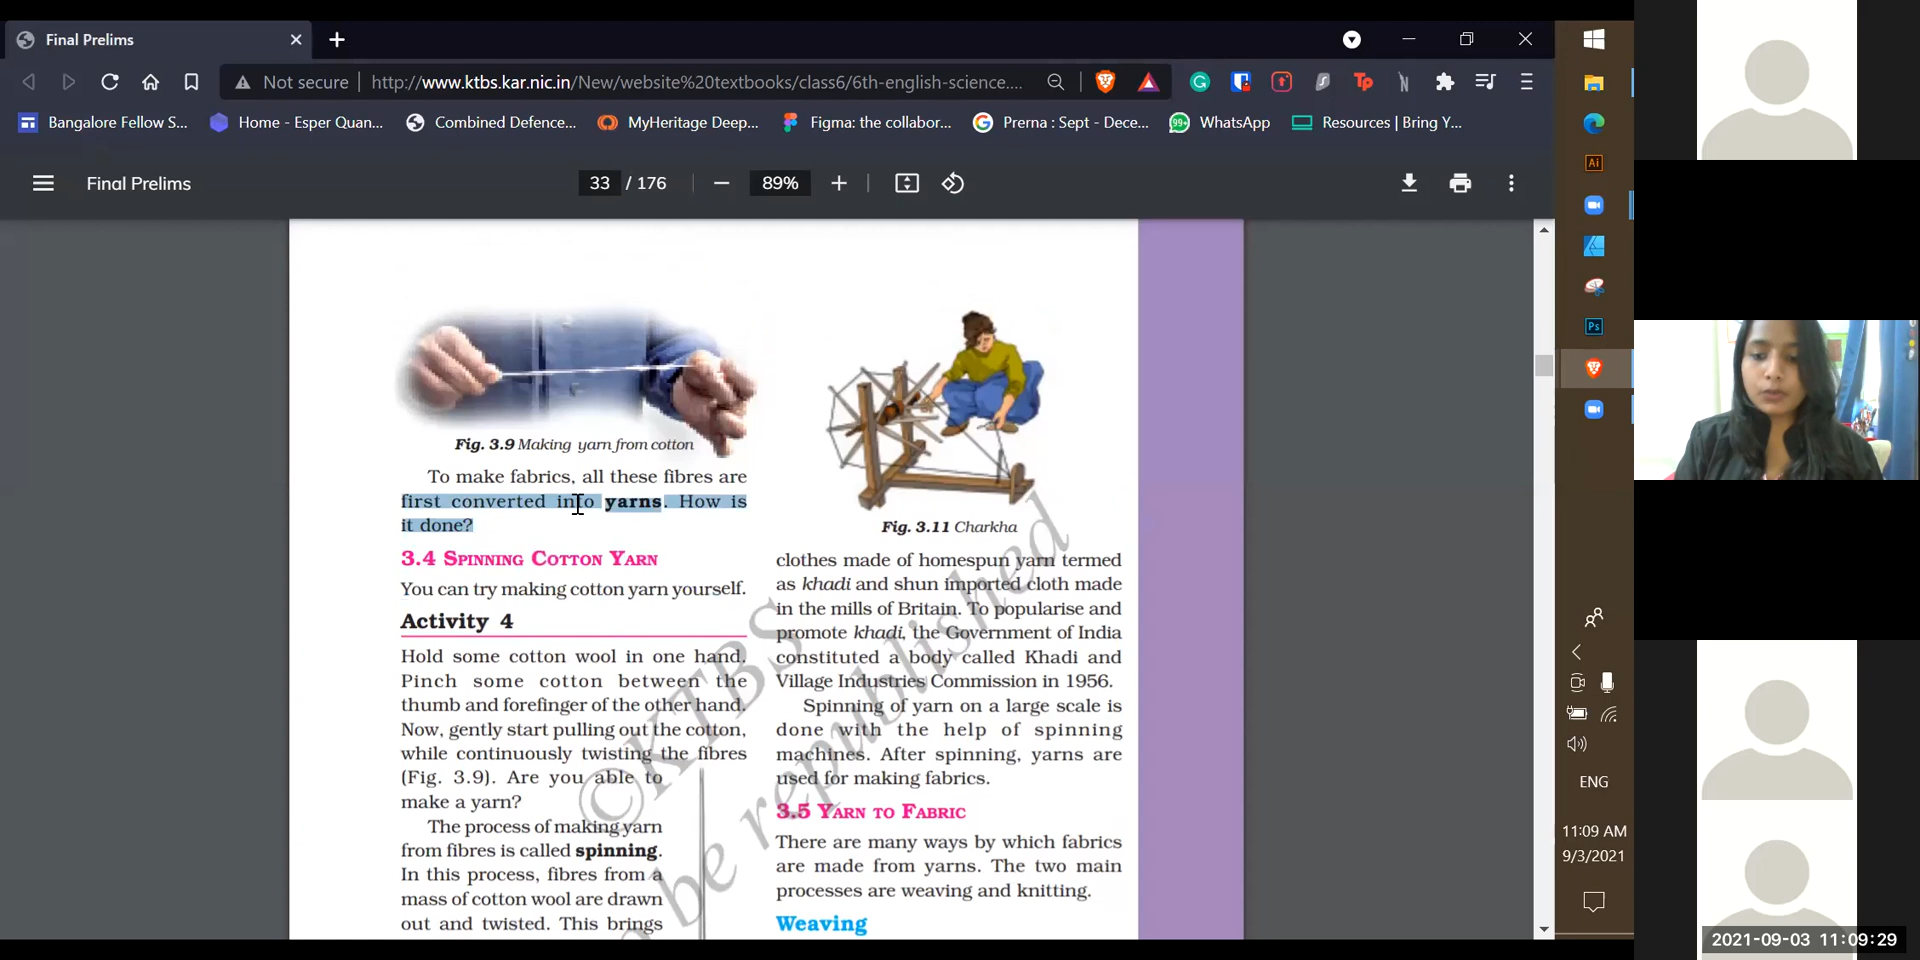 Final Prelims
Not secure
http://www.ktbs.kar.nic.in/New/website%20textbooks/class6/6th-english-science....
Bangalore Fellow S...
Home - Esper Quan...
Combined Defence...
MyHeritage Deep...
Figma: the collabor...
Prerna : Sept - Dece...
99+
WhatsApp
Resources | Bring Y...
Final Prelims
33 / 176
89%
Fig. 3.9 Making yarn from cotton
To make fabrics, all these fibres are
first converted into yarns. How is
it done?
3.4 SPINNING COTTON YARN
You can try making cotton yarn yourself.
Activity 4
Hold some cotton wool in one hand.
Pinch some cotton between the
thumb and forefinger of the other hand.
Now, gently start pulling out the cotton,
while continuously twisting the fibres
(Fig. 3.9). Are you able to
make a yarn?
The process of making yarn
from fibres is called spinning.
In this process, fibres from a
mass of cotton wool are drawn
out and twisted. This brings
Fig. 3.11 Charkha
clothes made of homespun yarn termed
as khadi and shun imported cloth made
in the mills of Britain. To popularise and
promote khadi, the Government of India
constituted a body called Khadi and
Village Industries Commission in 1956.
Spinning of yarn on a large scale is
done with the help of spinning
machines. After spinning, yarns are
used for making fabrics.
3.5 YARN TO FABRIC
There are many ways by which fabrics
are made from yarns. The two main
processes are weaving and knitting.
Weaving
©KTBS
be republished
Tp
Ai
Ps
ENG
11:09 AM
9/3/2021
2021-09-03 11:09:29